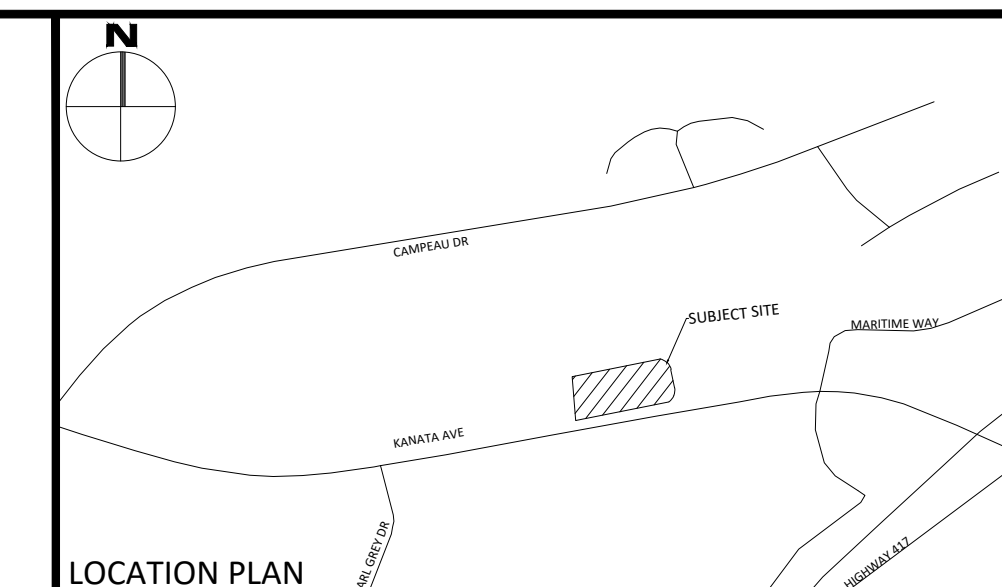 N
CAMPEAU DR
SUBJECT SITE
MARITIME WAY
KANATA AVE
ARL GREY DR
HIGHWAY 417
LOCATION PLAN